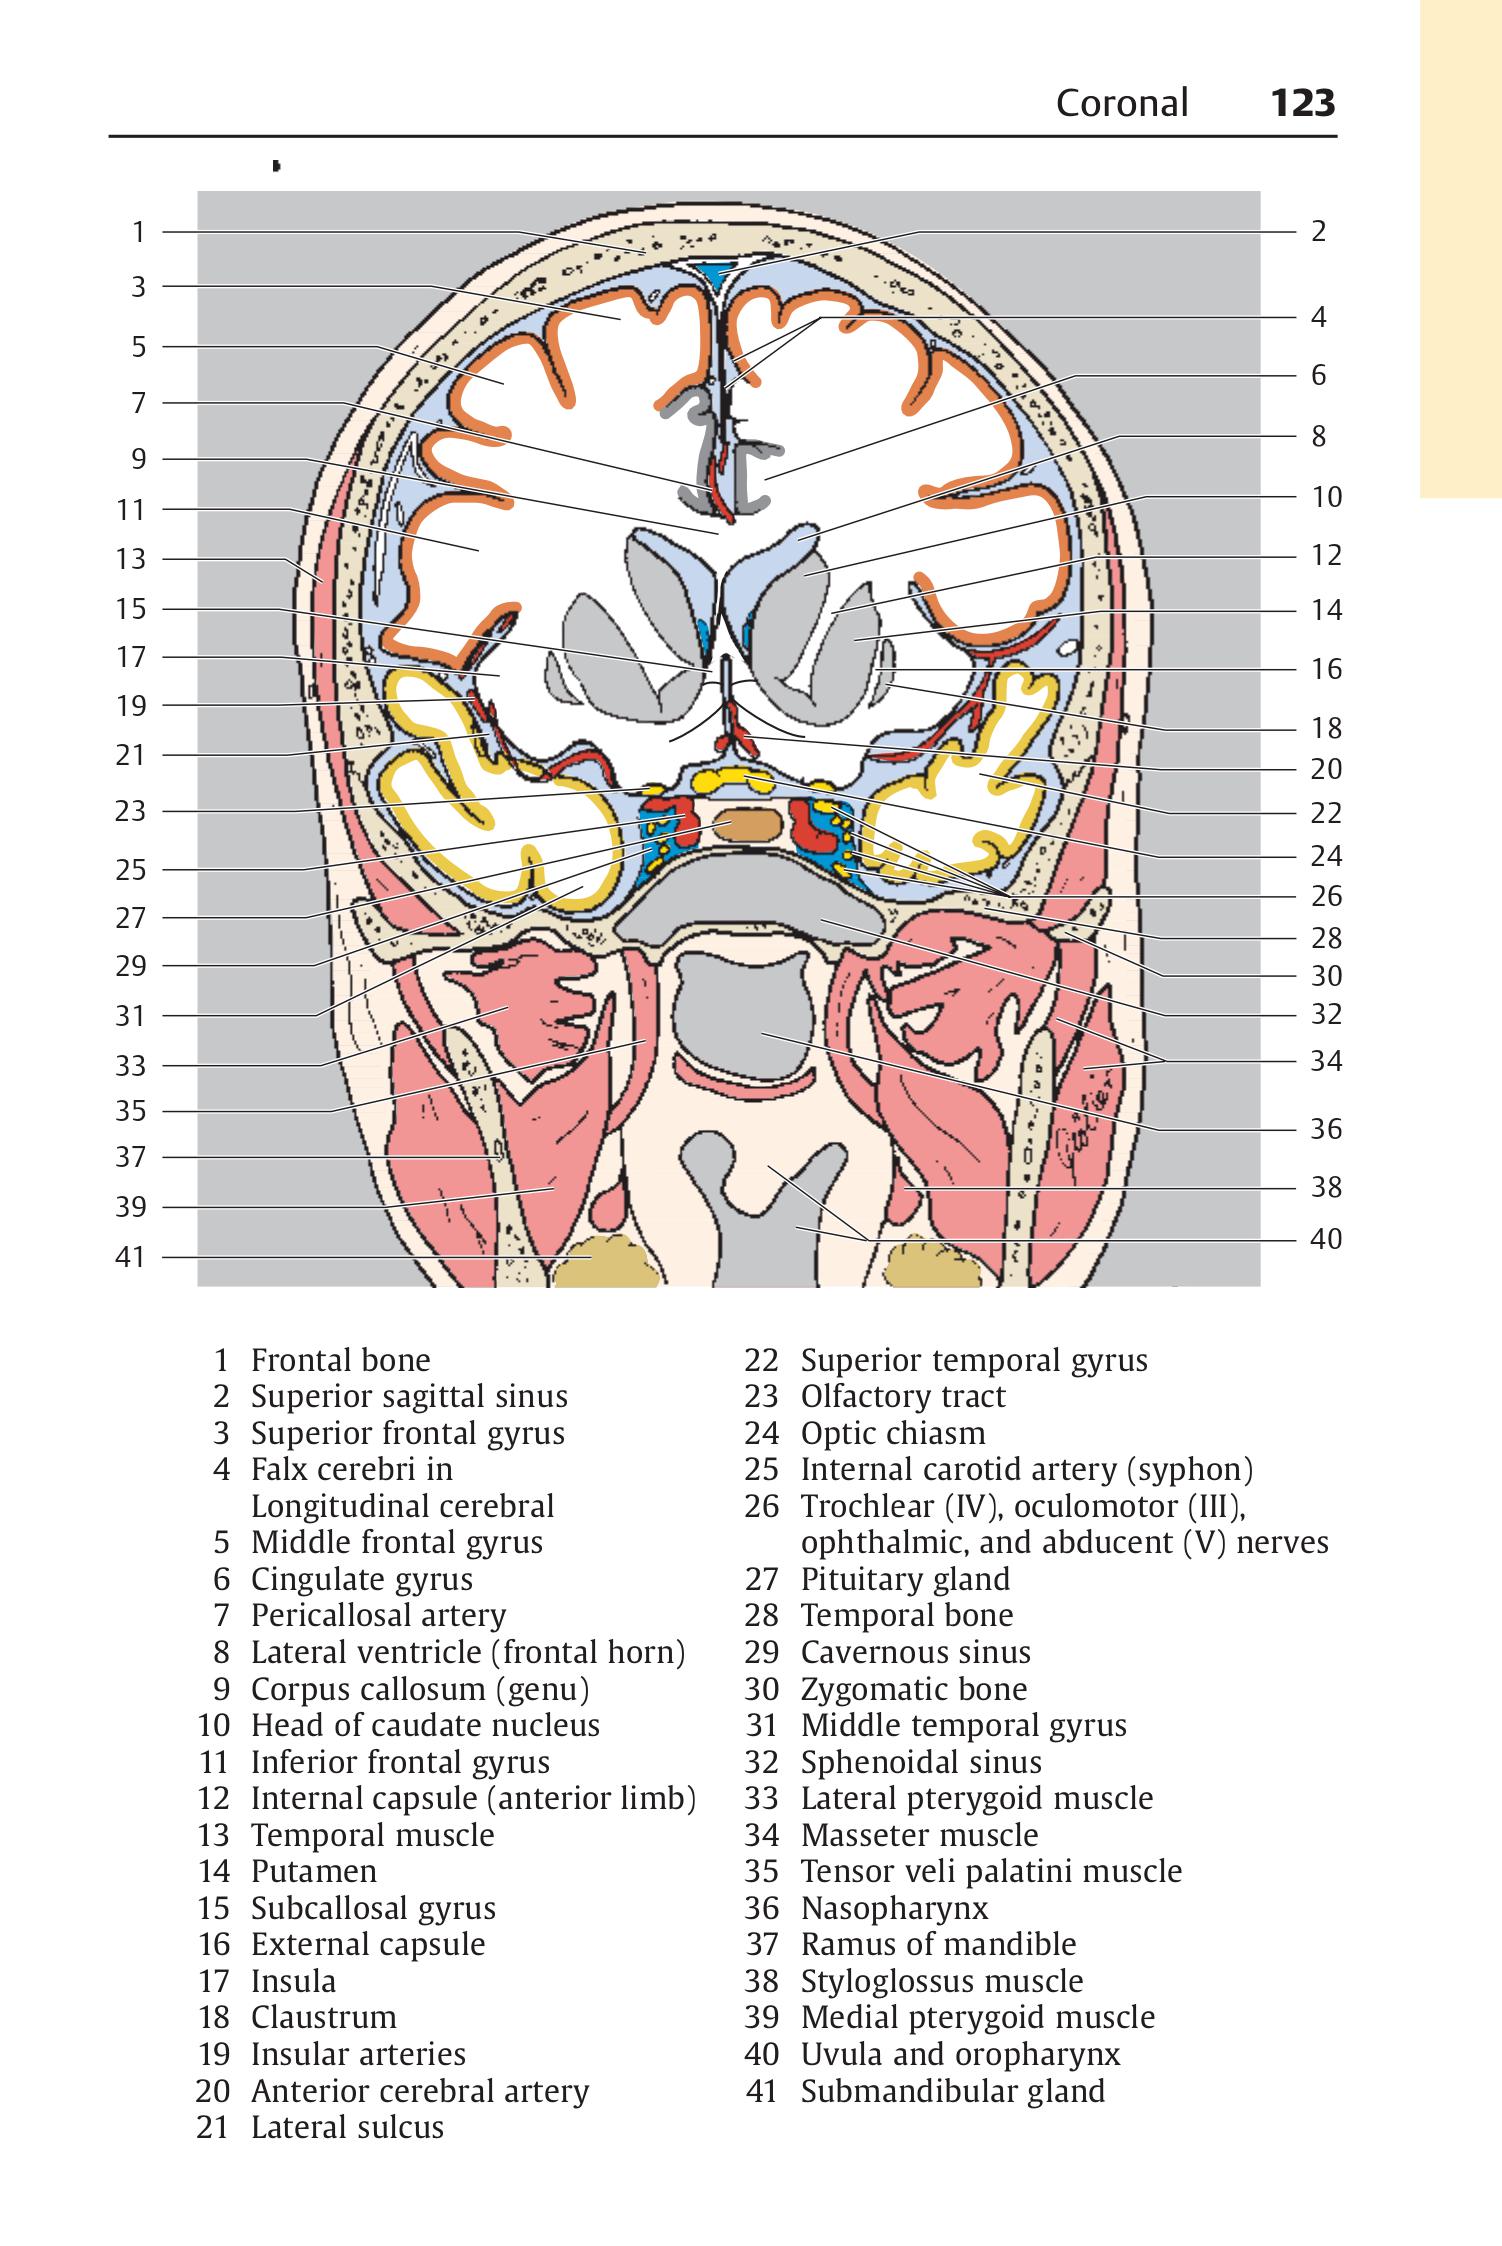 Coronal 123
1
2
3
4
5
6
7
8
9
10
11
12
13
14
15
16
17
18
19
20
21
22
23
24
25
26
27
28
29
30
31
32
33
34
35
36
37
38
39
40
41
1 Frontal bone
2 Superior sagittal sinus
3 Superior frontal gyrus
4 Falx cerebri in
Longitudinal cerebral
5 Middle frontal gyrus
6 Cingulate gyrus
7 Pericallosal artery
8 Lateral ventricle (frontal horn)
9 Corpus callosum (genu)
10 Head of caudate nucleus
11 Inferior frontal gyrus
12 Internal capsule (anterior limb)
13 Temporal muscle
14 Putamen
15 Subcallosal gyrus
16 External capsule
17 Insula
18 Claustrum
19 Insular arteries
20 Anterior cerebral artery
21 Lateral sulcus
22 Superior temporal gyrus
23 Olfactory tract
24 Optic chiasm
25 Internal carotid artery (syphon)
26 Trochlear (IV), oculomotor (III),
ophthalmic, and abducent (V) nerves
27 Pituitary gland
28 Temporal bone
29 Cavernous sinus
30 Zygomatic bone
31 Middle temporal gyrus
32 Sphenoidal sinus
33 Lateral pterygoid muscle
34 Masseter muscle
35 Tensor veli palatini muscle
36 Nasopharynx
37 Ramus of mandible
38 Styloglossus muscle
39 Medial pterygoid muscle
40 Uvula and oropharynx
41 Submandibular gland